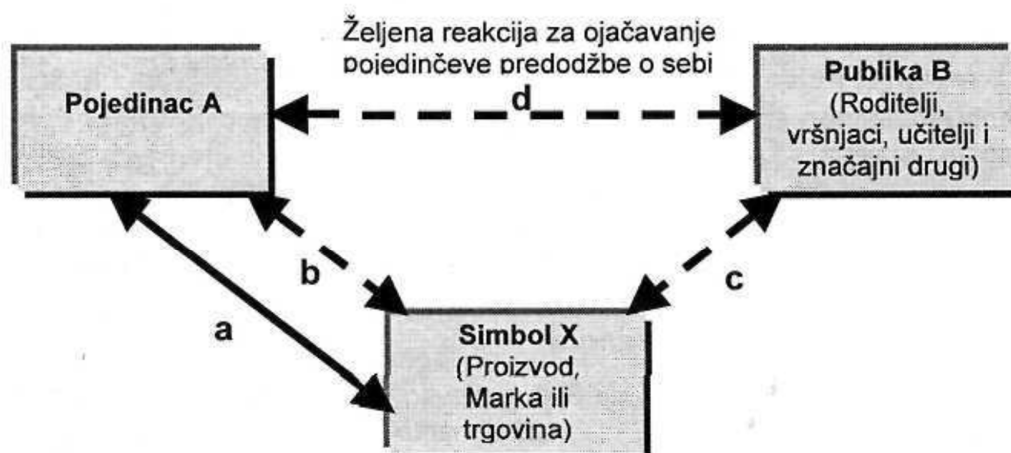 Željena reakcija za ojačavanje
pojedinčeve predodžbe o sebi
d
Pojedinac A
Publika B
(Roditelji,
vršnjaci, učitelji i
značajni drugi)
b
c
a
Simbol X
(Proizvod,
Marka ili
trgovina)